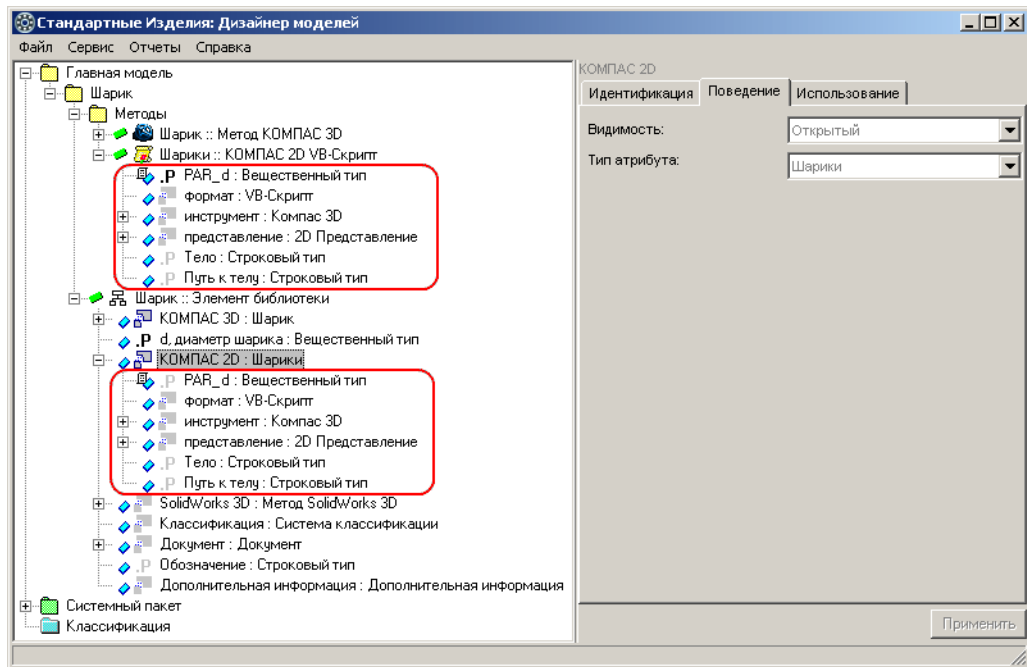 Стандартные Изделия: Дизайнер моделей
Файл Сервис Отчеты Справка
Главная модель
Шарик
Методы
Шарик :: Метод КОМПАС 3D
Шарики :: КОМПАС 2D VB-Скрипт
.P PAR_d : Вещественный тип
формат : VB-Скрипт
инструмент : Компас 3D
представление : 2D Представление
.P Тело : Строковый тип
.P Путь к телу : Строковый тип
Шарик :: Элемент библиотеки
КОМПАС 3D : Шарик
.P d, диаметр шарика : Вещественный тип
КОМПАС 2D : Шарики
.P PAR_d : Вещественный тип
формат : VB-Скрипт
инструмент : Компас 3D
представление : 2D Представление
.P Тело : Строковый тип
.P Путь к телу : Строковый тип
SolidWorks 3D : Метод SolidWorks 3D
Классификация : Система классификации
Документ : Документ
.P Обозначение : Строковый тип
Дополнительная информация : Дополнительная информация
Системный пакет
Классификация
КОМПАС 2D
Идентификация Поведение Использование
Видимость: Открытый
Тип атрибута: Шарики
Применить